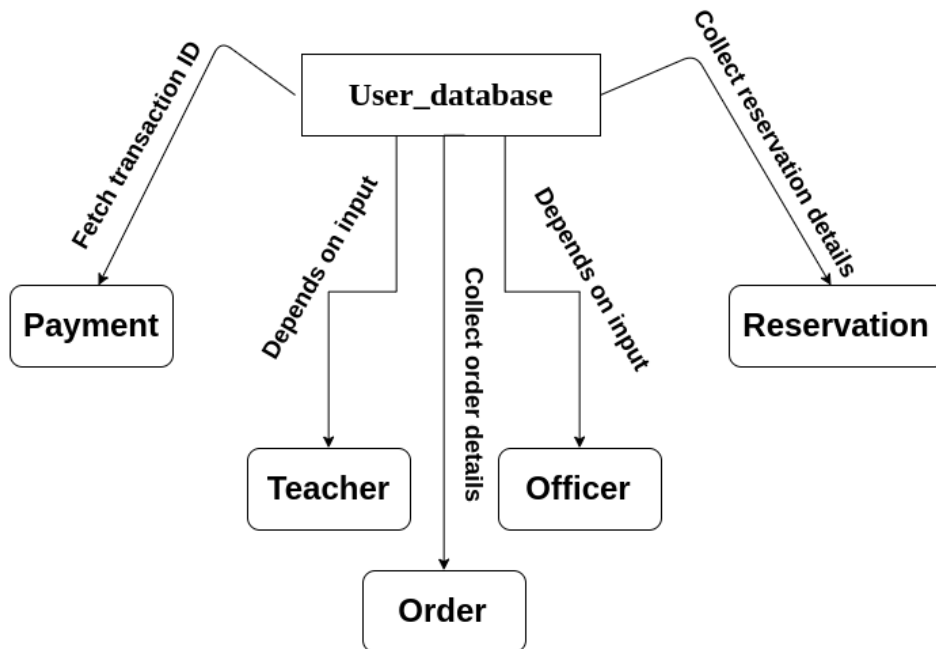 User_database
Fetch transaction ID
Collect reservation details
Depends on input
Collect order details
Depends on input
Payment
Reservation
Teacher
Officer
Order